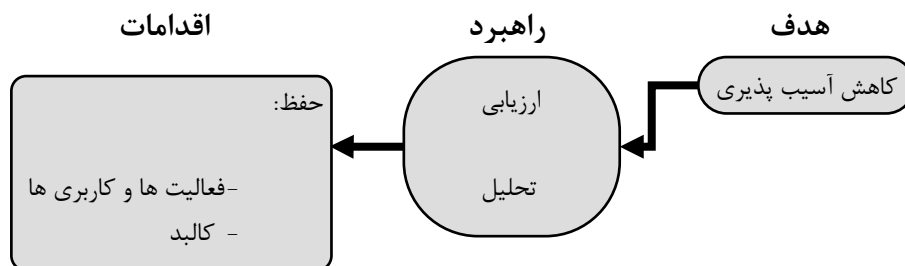 هدف
راهبرد
اقدامات
کاهش آسیب پذیری
ارزیابی
تحلیل
حفظ:
-فعالیت ها و کاربری ها
- کالبد